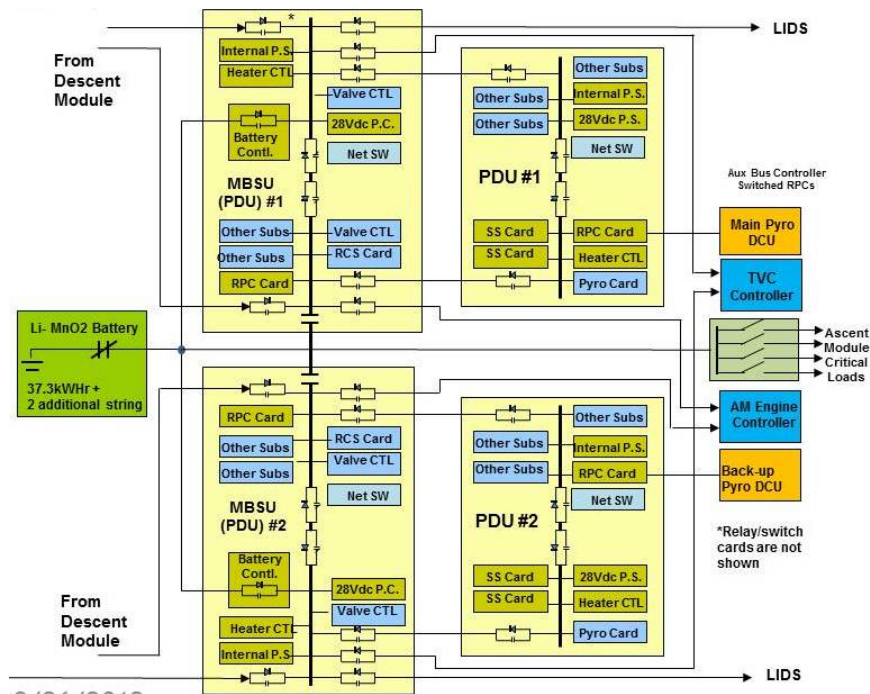 *
LIDS
From
Descent
Module
Internal P.S.
Heater CTL
Valve CTL
28Vdc P.C.
Battery
Contl.
Net SW
MBSU
(PDU) #1
Other Subs
Valve CTL
Other Subs
RCS Card
RPC Card
Other Subs
Other Subs
Internal P.S.
Other Subs
28Vdc P.S.
Net SW
PDU #1
SS Card
RPC Card
SS Card
Heater CTL
Pyro Card
Aux Bus Controller
Switched RPCs
Main Pyro
DCU
TVC
Controller
Li- MnO2 Battery
37.3kWHr +
2 additional string
Ascent
Module
Critical
Loads
AM Engine
Controller
Back-up
Pyro DCU
*Relay/switch
cards are not
shown
RPC Card
Other Subs
RCS Card
Other Subs
Valve CTL
Net SW
MBSU
(PDU) #2
Battery
Contl.
28Vdc P.C.
Valve CTL
Heater CTL
Internal P.S
Other Subs
Other Subs
Internal P.S.
Other Subs
RPC Card
Net SW
PDU #2
SS Card
28Vdc P.S.
SS Card
Heater CTL
Pyro Card
From
Descent
Module
LIDS